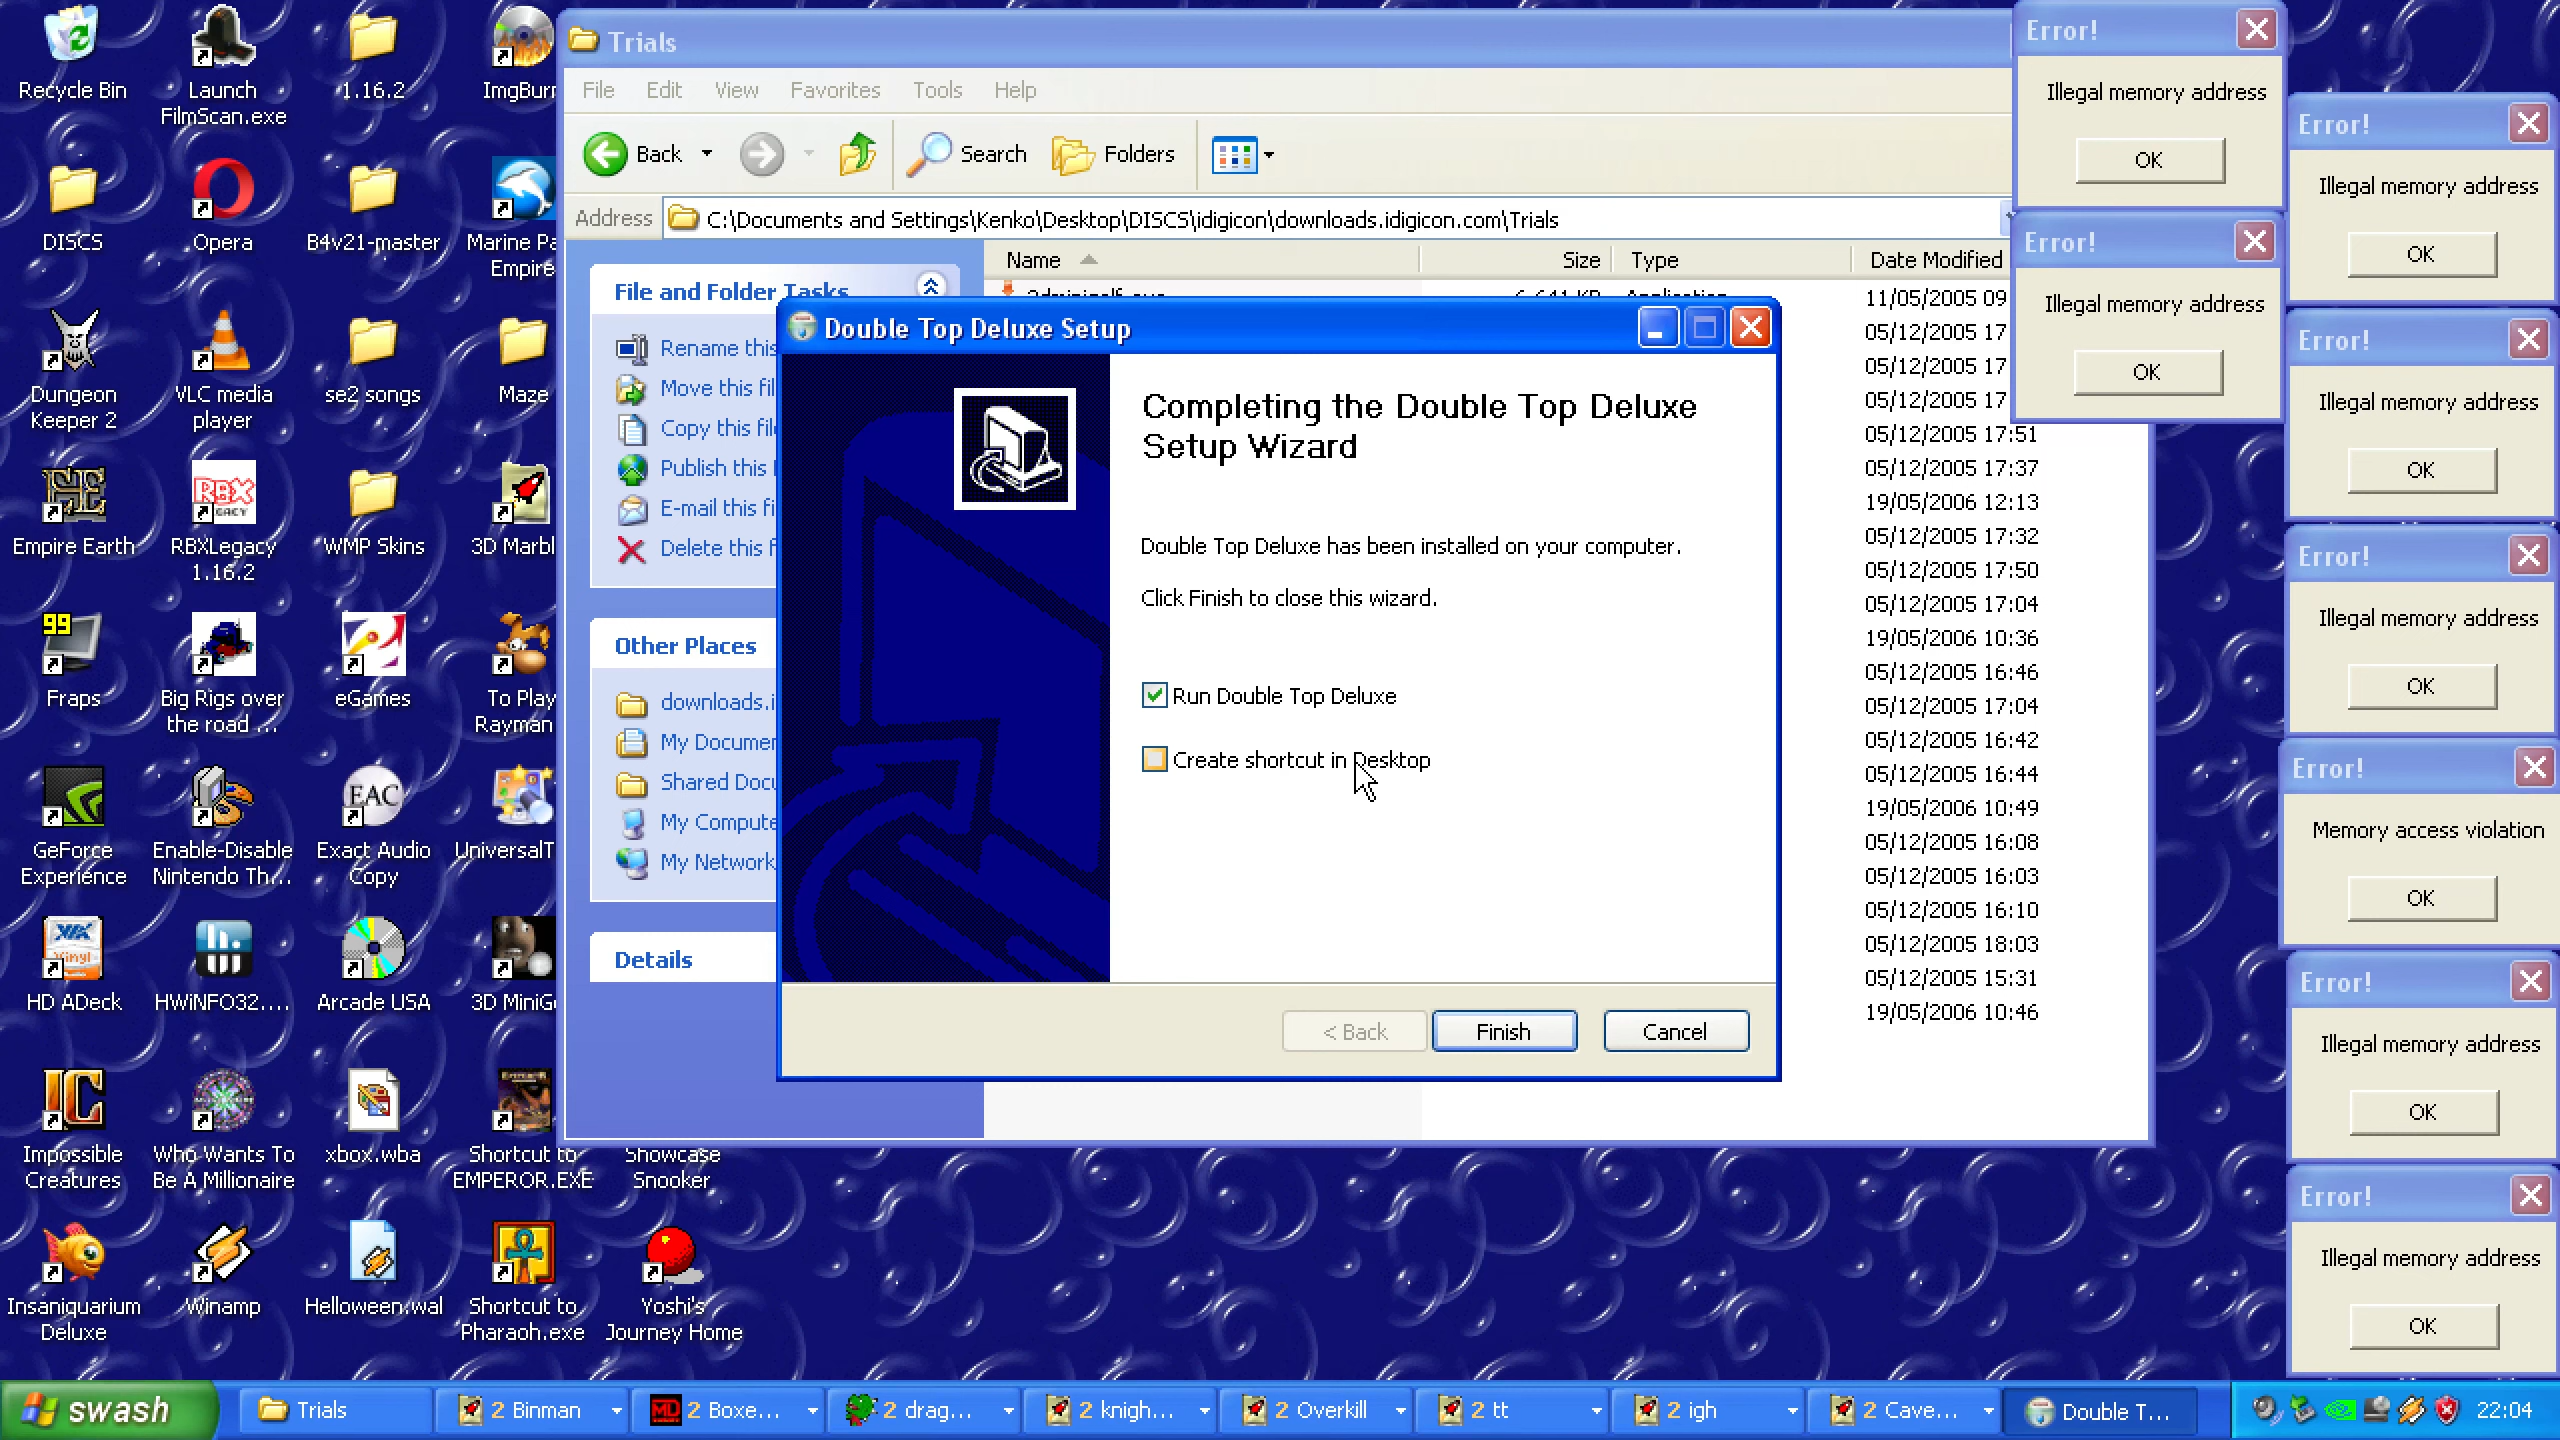 Recycle Bin
Launch
FilmScan.exe
1.16.2
ImgBurn
DISCS
Opera
B4v21-master
Marine Pa
Empire
Dungeon
Keeper 2
VLC media
player
se2 songs
Maze
Empire Earth
RBXLegacy
1.16.2
WMP Skins
3D Marbl
99
Fraps
Big Rigs over
the road ...
eGames
To Play
Rayman
GeForce
Experience
Enable-Disable
Nintendo Th...
EAC
Exact Audio
Copy
UniversalT
HD ADeck
HWiNFO32....
Arcade USA
3D MiniG
Impossible
Creatures
Who Wants To
Be A Millionaire
xbox.wba
Shortcut to
EMPEROR.EXE
Showcase
Snooker
Insaniquarium
Deluxe
Winamp
Helloween.wal
Shortcut to
Pharaoh.exe
Yoshi's
Journey Home
Trials
File Edit View Favorites Tools Help
Back Search Folders
Address C:\Documents and Settings\Kenko\Desktop\DISCS\idigicon\downloads.idigicon.com\Trials
File and Folder Tasks
Rename this
Move this fil
Copy this file
Publish this
E-mail this fi
Delete this f
Other Places
downloads.i
My Documen
Shared Docu
My Compute
My Network
Details
Name Size Type Date Modified
11/05/2005 09
05/12/2005 17
05/12/2005 17
05/12/2005 17
05/12/2005 17:51
05/12/2005 17:37
19/05/2006 12:13
05/12/2005 17:32
05/12/2005 17:50
05/12/2005 17:04
19/05/2006 10:36
05/12/2005 16:46
05/12/2005 17:04
05/12/2005 16:42
05/12/2005 16:44
19/05/2006 10:49
05/12/2005 16:08
05/12/2005 16:03
05/12/2005 16:10
05/12/2005 18:03
05/12/2005 15:31
19/05/2006 10:46
Double Top Deluxe Setup
Completing the Double Top Deluxe
Setup Wizard
Double Top Deluxe has been installed on your computer.
Click Finish to close this wizard.
Run Double Top Deluxe
Create shortcut in Desktop
< Back Finish Cancel
Error!
Illegal memory address
OK
Error!
Illegal memory address
OK
Error!
Illegal memory address
OK
Error!
Illegal memory address
OK
Error!
Illegal memory address
OK
Error!
Memory access violation
OK
Error!
Illegal memory address
OK
Error!
Illegal memory address
OK
swash Trials 2 Binman 2 Boxe... 2 drag... 2 knigh... 2 Overkill 2 tt 2 igh 2 Cave... Double T... 22:04